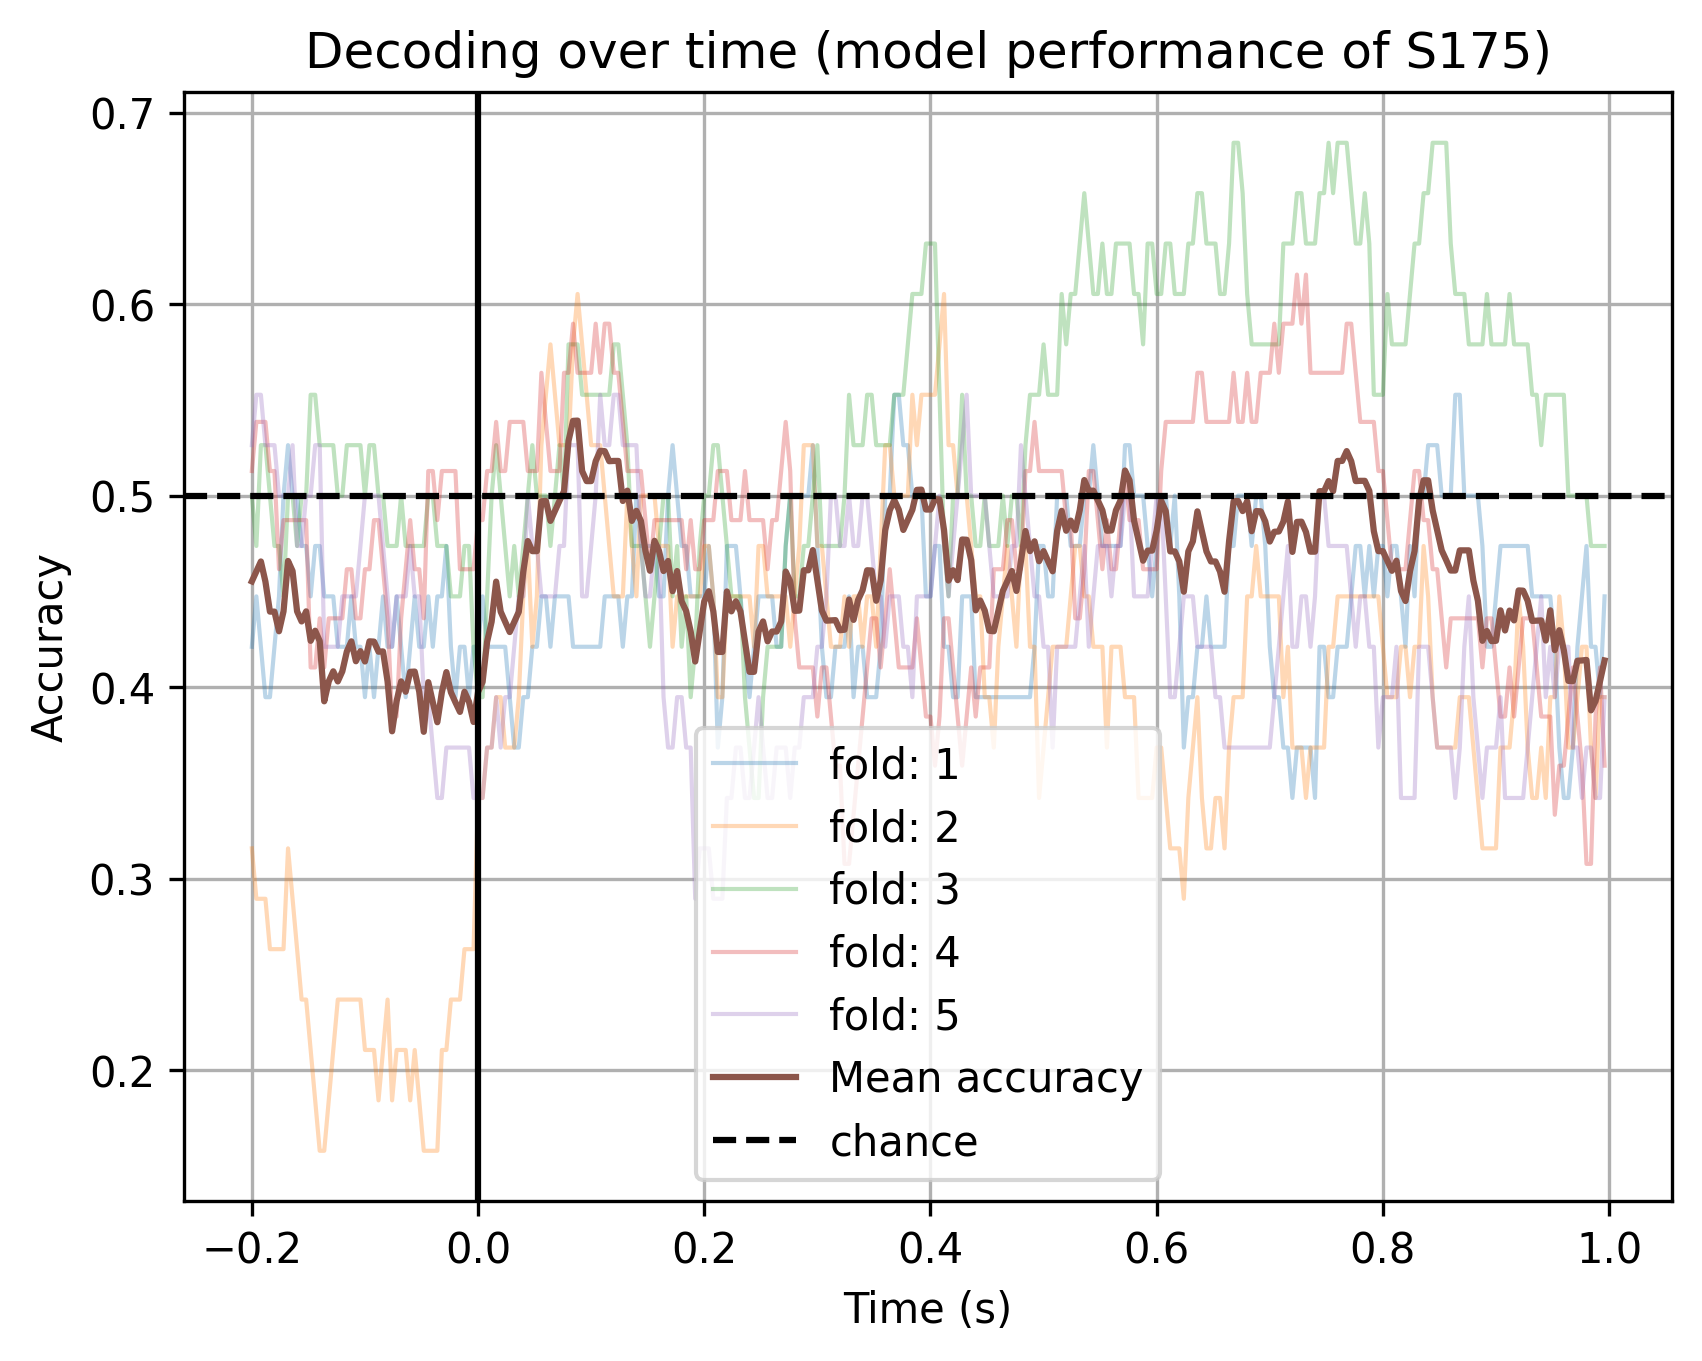 Decoding over time (model performance of S175)
0.7
0.6
0.5
0.4
0.3
0.2
Accuracy
fold: 1
fold: 2
fold: 3
fold: 4
fold: 5
Mean accuracy
chance
−0.2 0.0 0.2 0.4 0.6 0.8 1.0
Time (s)